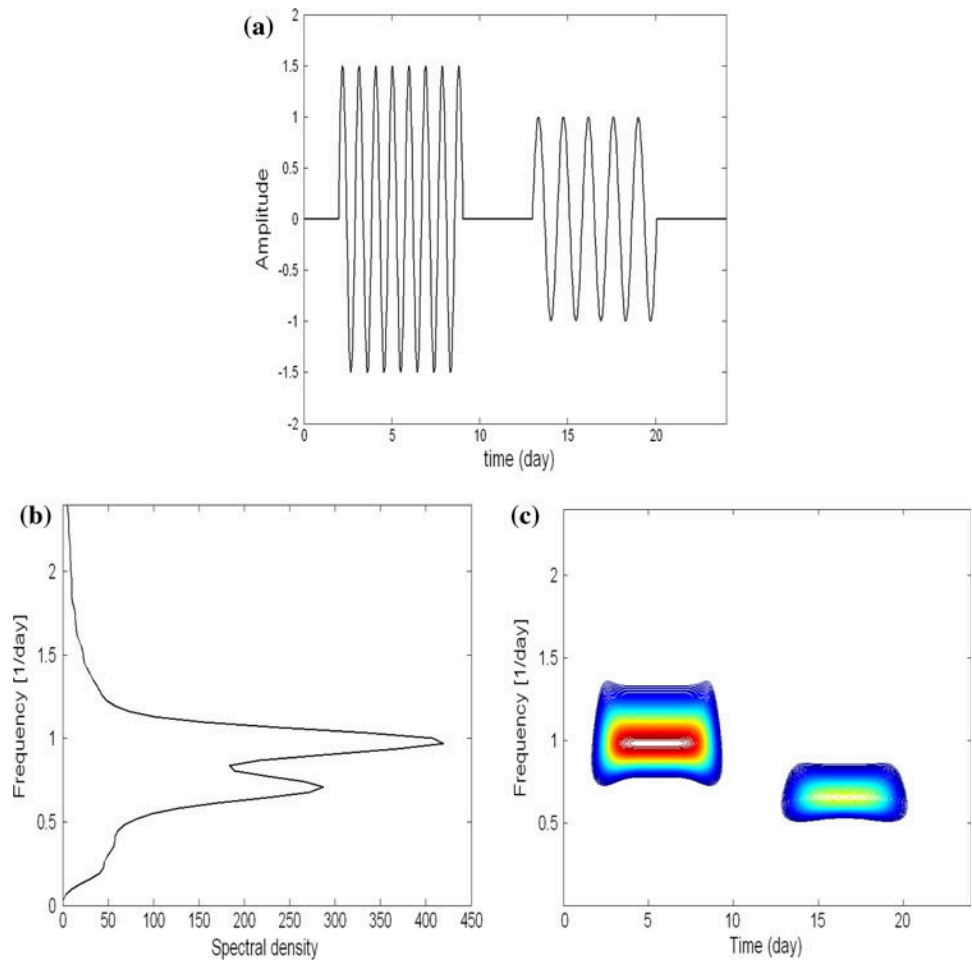 (a)
2
1.5
1
0.5
0
-0.5
-1
-1.5
-2
Amplitude
0 5 10 15 20
time (day)
(b)
2
1.5
1
0.5
0
Frequency [1/day]
0 50 100 150 200 250 300 350 400 450
Spectral density
(c)
2
1.5
1
0.5
Frequency [1/day]
0 5 10 15 20
Time (day)